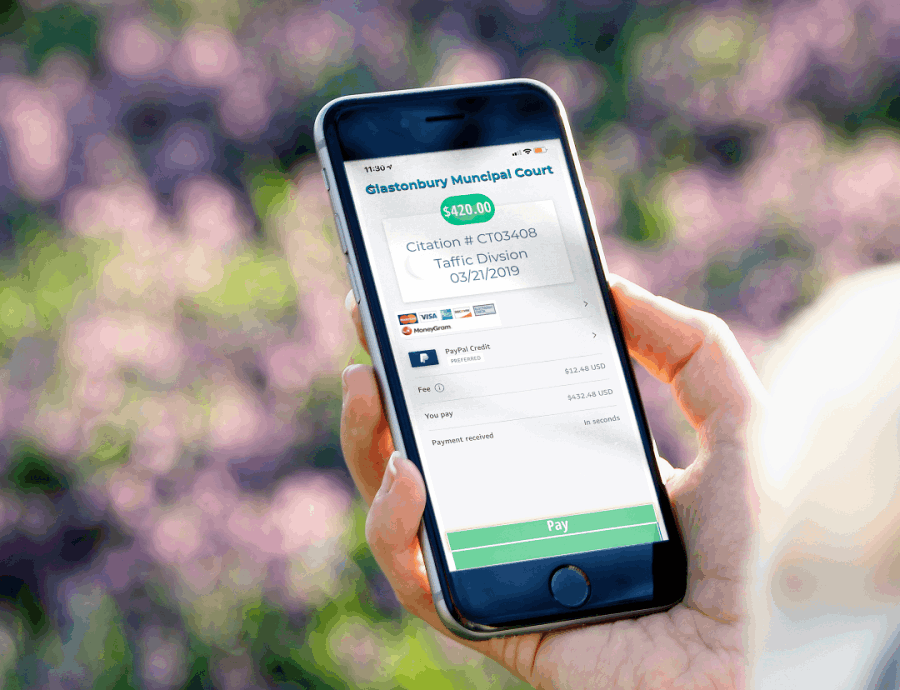 11:30
Glastonbury Muncipal Court
$420.00
Citation # CT03408
Taffic Divsion
03/21/2019
VISA
MoneyGram
PayPal Credit
PREFERRED
Fee
$12.48 USD
You pay
$432.48 USD
Payment received
In seconds
Pay